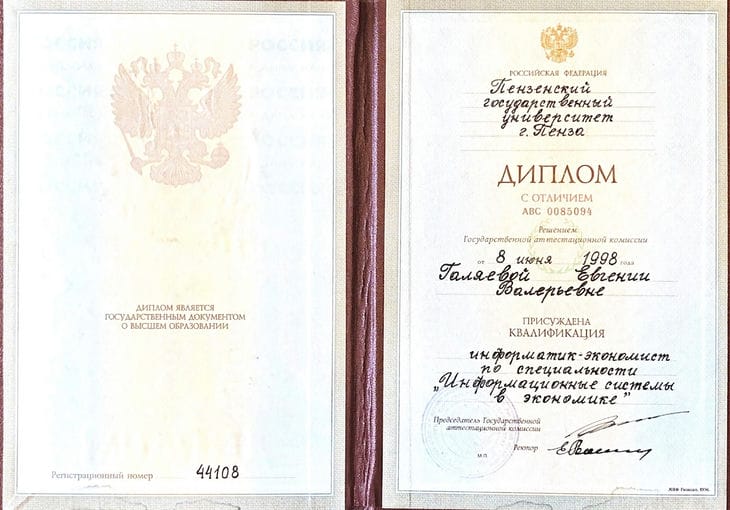 ДИПЛОМ ЯВЛЯЕТСЯ
ГОСУДАРСТВЕННЫМ ДОКУМЕНТОМ
О ВЫСШЕМ ОБРАЗОВАНИИ
Регистрационный номер 44108
РОССИЙСКАЯ ФЕДЕРАЦИЯ
Пензенский
государственный
университет
г. Пенза
ДИПЛОМ
С ОТЛИЧИЕМ
АВС 0085094
Решением
Государственной аттестационной комиссии
от 8 июня 1998 года
Галяевой Евгении
Валерьевне
ПРИСУЖДЕНА
КВАЛИФИКАЦИЯ
информатик-экономист
по специальности
„Информационные системы
в экономике"
Председатель Государственной
аттестационной комиссии
Ректор
М.П.